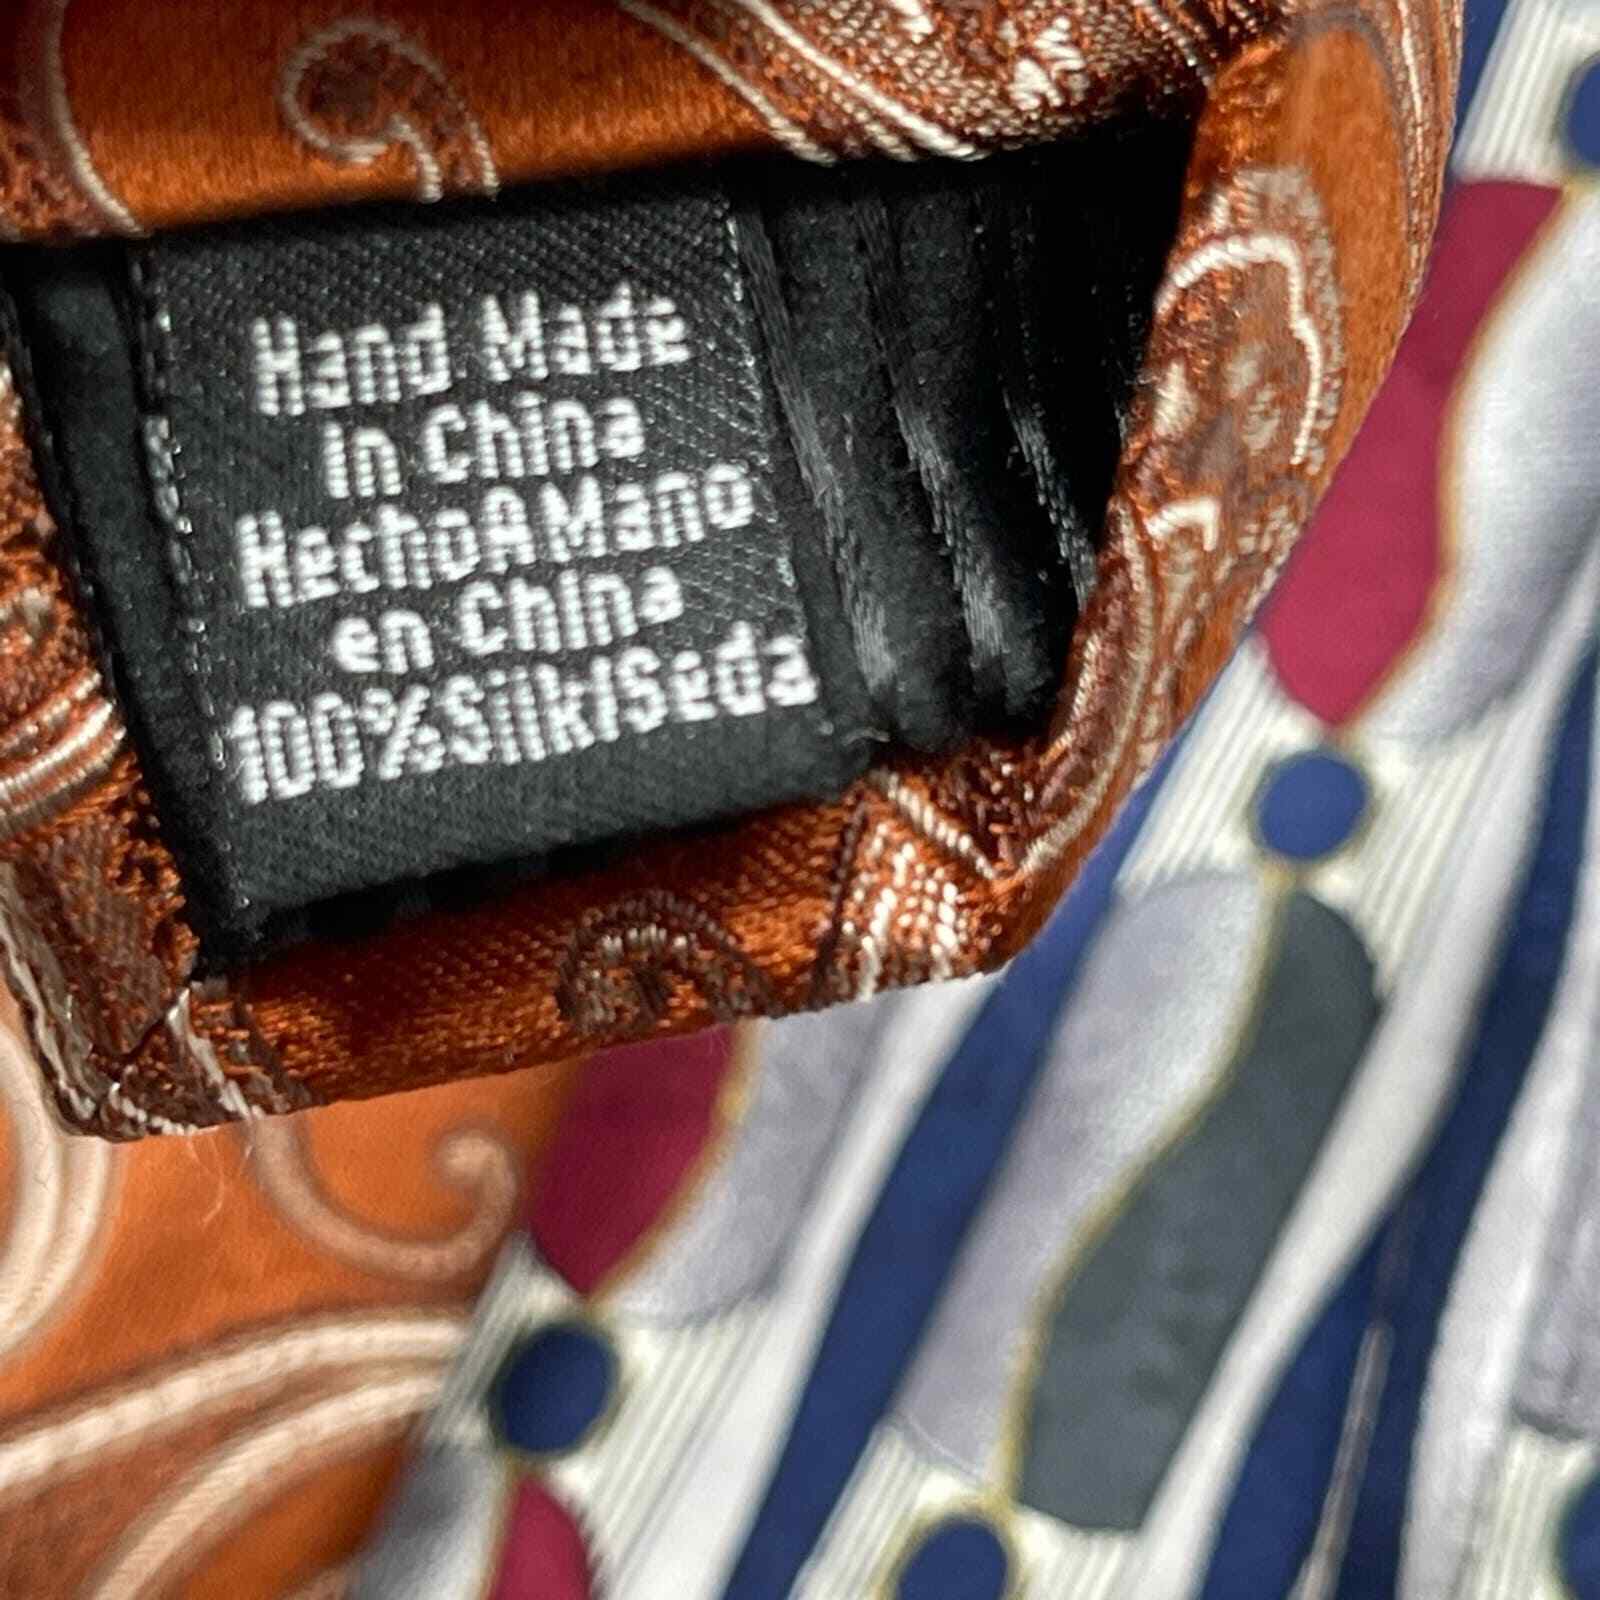 Hand Made
in China
HechoAMano
en China
100%Silk/Seda